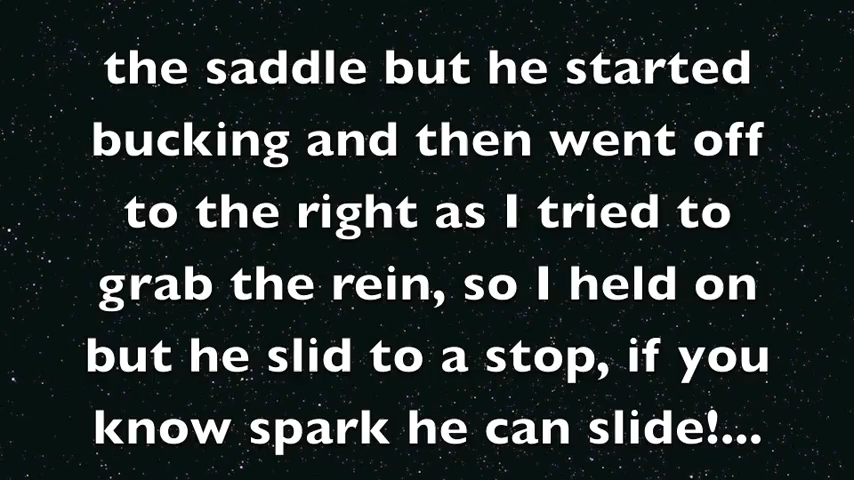 the saddle but he started
bucking and then went off
to the right as I tried to
grab the rein, so I held on
but he slid to a stop, if you
know spark he can slide!...